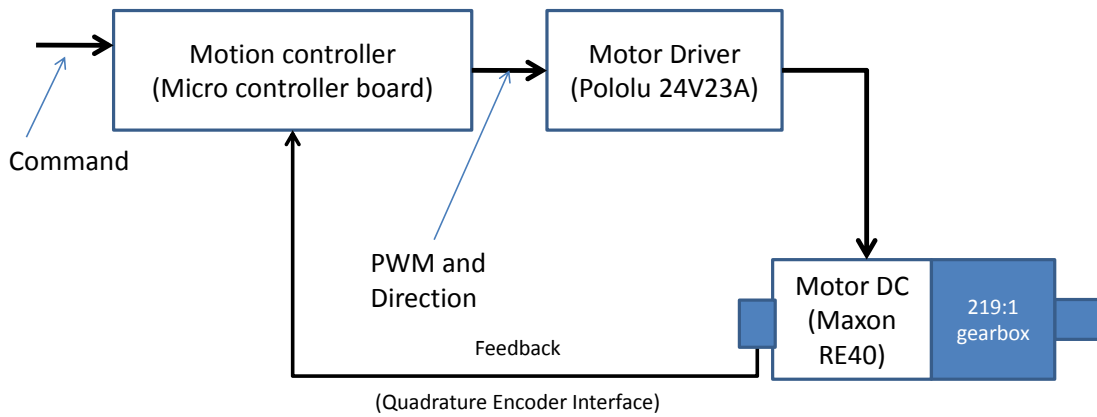 Motion controller
(Micro controller board)
Motor Driver
(Pololu 24V23A)
Command
PWM and
Direction
Motor DC
(Maxon
RE40)
219:1
gearbox
Feedback
(Quadrature Encoder Interface)